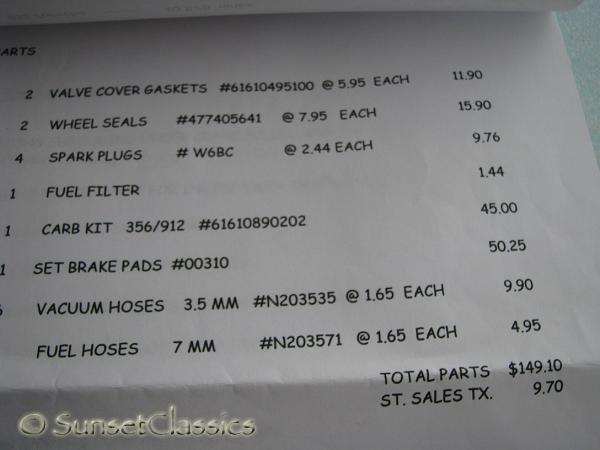 PARTS
2 VALVE COVER GASKETS #61610495100 @ 5.95 EACH 11.90
2 WHEEL SEALS #477405641 @ 7.95 EACH 15.90
4 SPARK PLUGS # W6BC @ 2.44 EACH 9.76
1 FUEL FILTER 1.44
1 CARB KIT 356/912 #61610890202 45.00
1 SET BRAKE PADS #00310 50.25
6 VACUUM HOSES 3.5 MM #N203535 @ 1.65 EACH 9.90
FUEL HOSES 7 MM #N203571 @ 1.65 EACH 4.95
TOTAL PARTS $149.10
ST. SALES TX. 9.70
© SunsetClassics